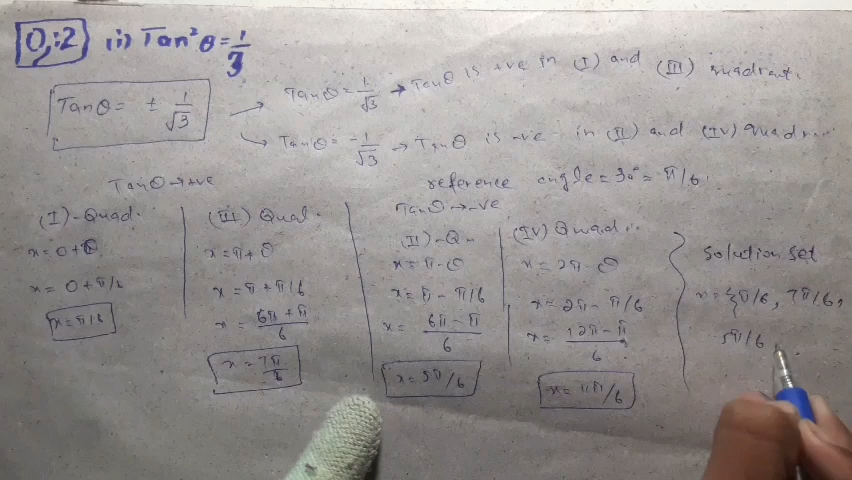 Q:2 (i) Tan²θ = 1/3
Tanθ = ± 1/√3
Tanθ = 1/√3 → Tanθ is +ve in (I) and (III) quadrant.
Tanθ = -1/√3 → Tanθ is -ve in (II) and (IV) quadr...
reference angle = 30° = π/6.
Tanθ → +ve
(I)-Quad.
x = 0+θ
x = 0+π/6
x = π/6
(III) Quad.
x = π+θ
x = π+π/6
x = 6π+π/6
x = 7π/6
Tanθ → -ve
(II)-Qu
x = π-θ
x = π - π/6
x = 6π-π/6
x = 5π/6
(IV) Quad
x = 2π-θ
x = 2π-π/6
x = 12π-π/6
x = 11π/6
Solution set
x = {π/6, 7π/6,
5π/6,